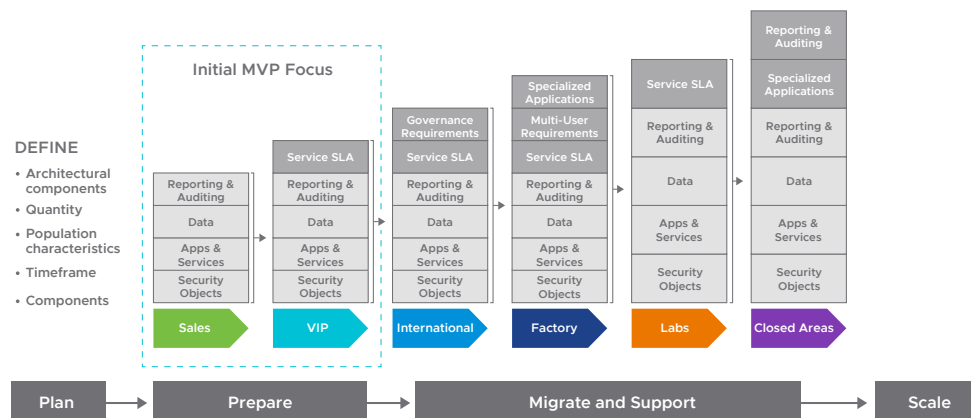 Initial MVP Focus
DEFINE
• Architectural
components
• Quantity
• Population
characteristics
• Timeframe
• Components
Reporting &
Auditing
Data
Apps &
Services
Security
Objects
Sales
Service SLA
Reporting &
Auditing
Data
Apps &
Services
Security
Objects
VIP
Governance
Requirements
Service SLA
Reporting &
Auditing
Data
Apps &
Services
Security
Objects
International
Specialized
Applications
Multi-User
Requirements
Service SLA
Reporting &
Auditing
Data
Apps &
Services
Security
Objects
Factory
Service SLA
Reporting &
Auditing
Data
Apps &
Services
Security
Objects
Labs
Reporting &
Auditing
Specialized
Applications
Reporting &
Auditing
Data
Apps &
Services
Security
Objects
Closed Areas
Plan
Prepare
Migrate and Support
Scale